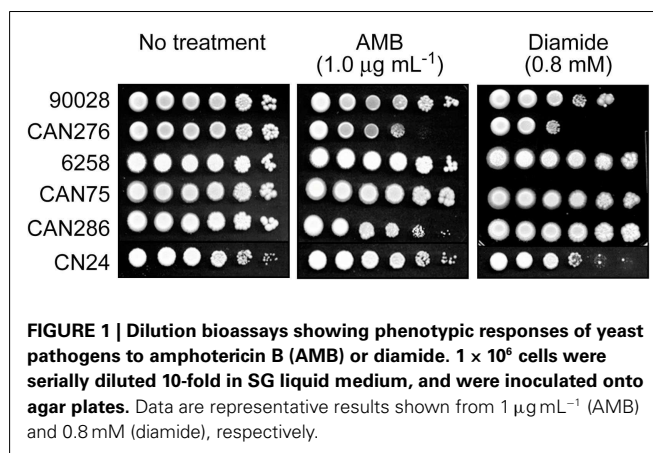 No treatment
AMB
(1.0 μg mL⁻¹)
Diamide
(0.8 mM)
90028
CAN276
6258
CAN75
CAN286
CN24
FIGURE 1 | Dilution bioassays showing phenotypic responses of yeast
pathogens to amphotericin B (AMB) or diamide. 1 x 10⁶ cells were
serially diluted 10-fold in SG liquid medium, and were inoculated onto
agar plates. Data are representative results shown from 1 μg mL⁻¹ (AMB)
and 0.8 mM (diamide), respectively.